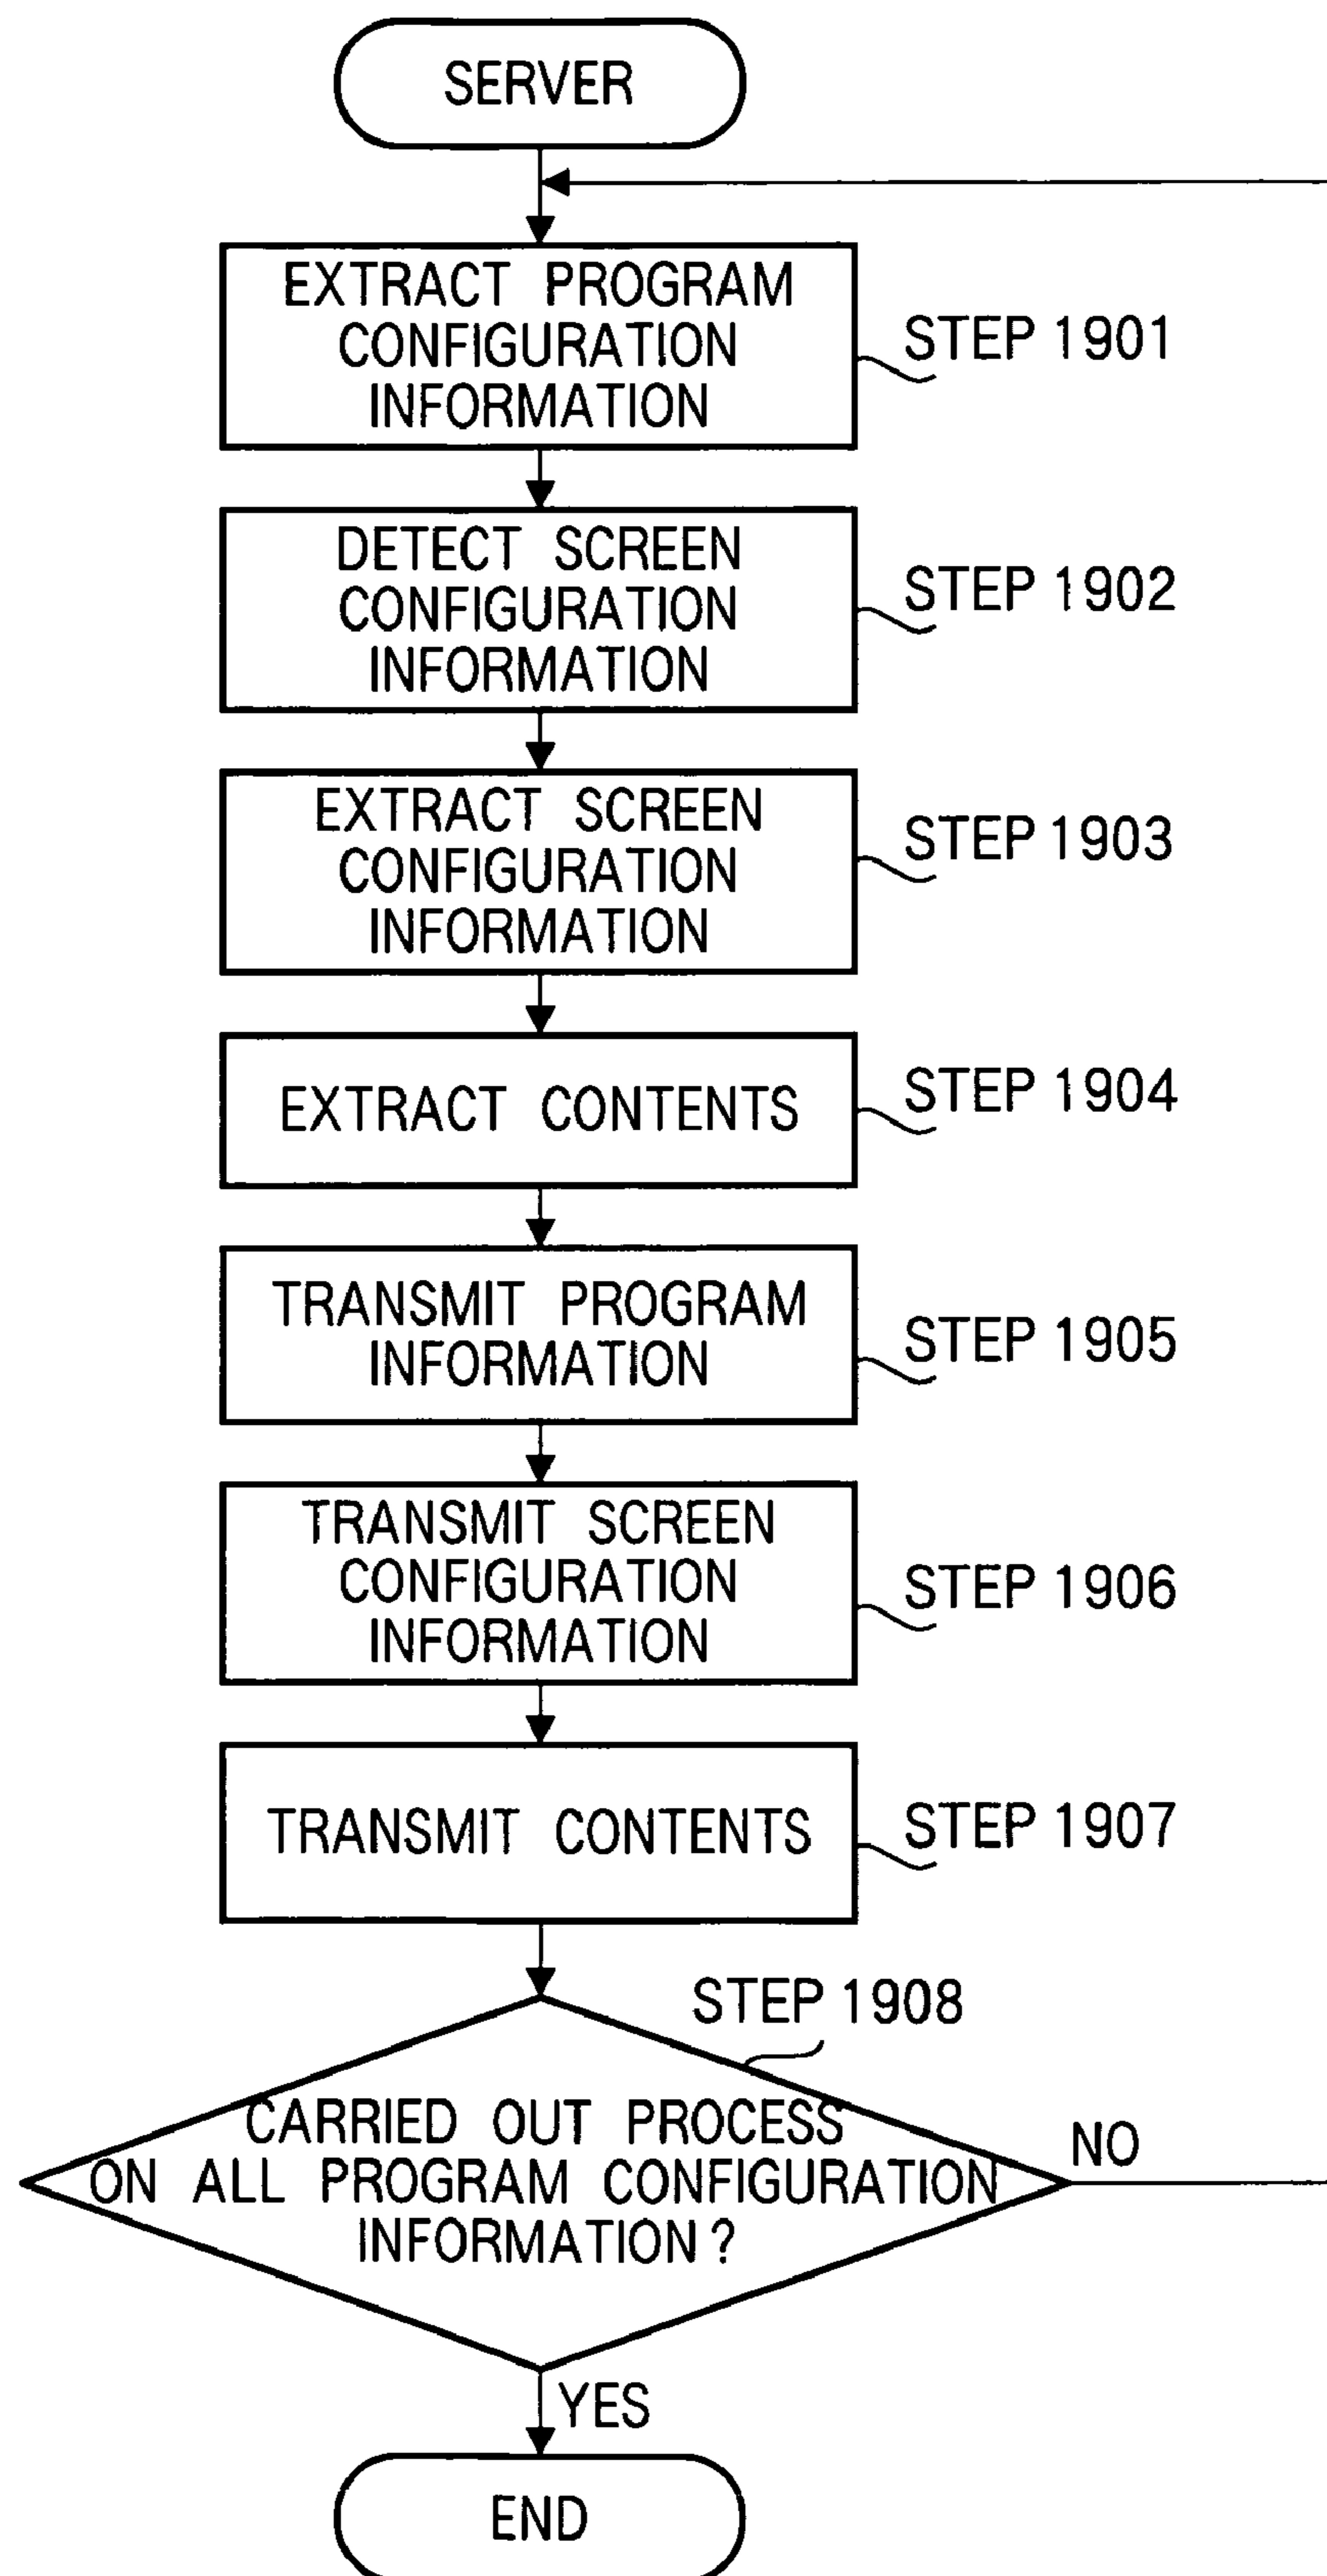 SERVER
EXTRACT PROGRAM
CONFIGURATION
INFORMATION
STEP 1901
DETECT SCREEN
CONFIGURATION
INFORMATION
STEP 1902
EXTRACT SCREEN
CONFIGURATION
INFORMATION
STEP 1903
EXTRACT CONTENTS
STEP 1904
TRANSMIT PROGRAM
INFORMATION
STEP 1905
TRANSMIT SCREEN
CONFIGURATION
INFORMATION
STEP 1906
TRANSMIT CONTENTS
STEP 1907
STEP 1908
CARRIED OUT PROCESS
ON ALL PROGRAM CONFIGURATION
INFORMATION ?
NO
YES
END